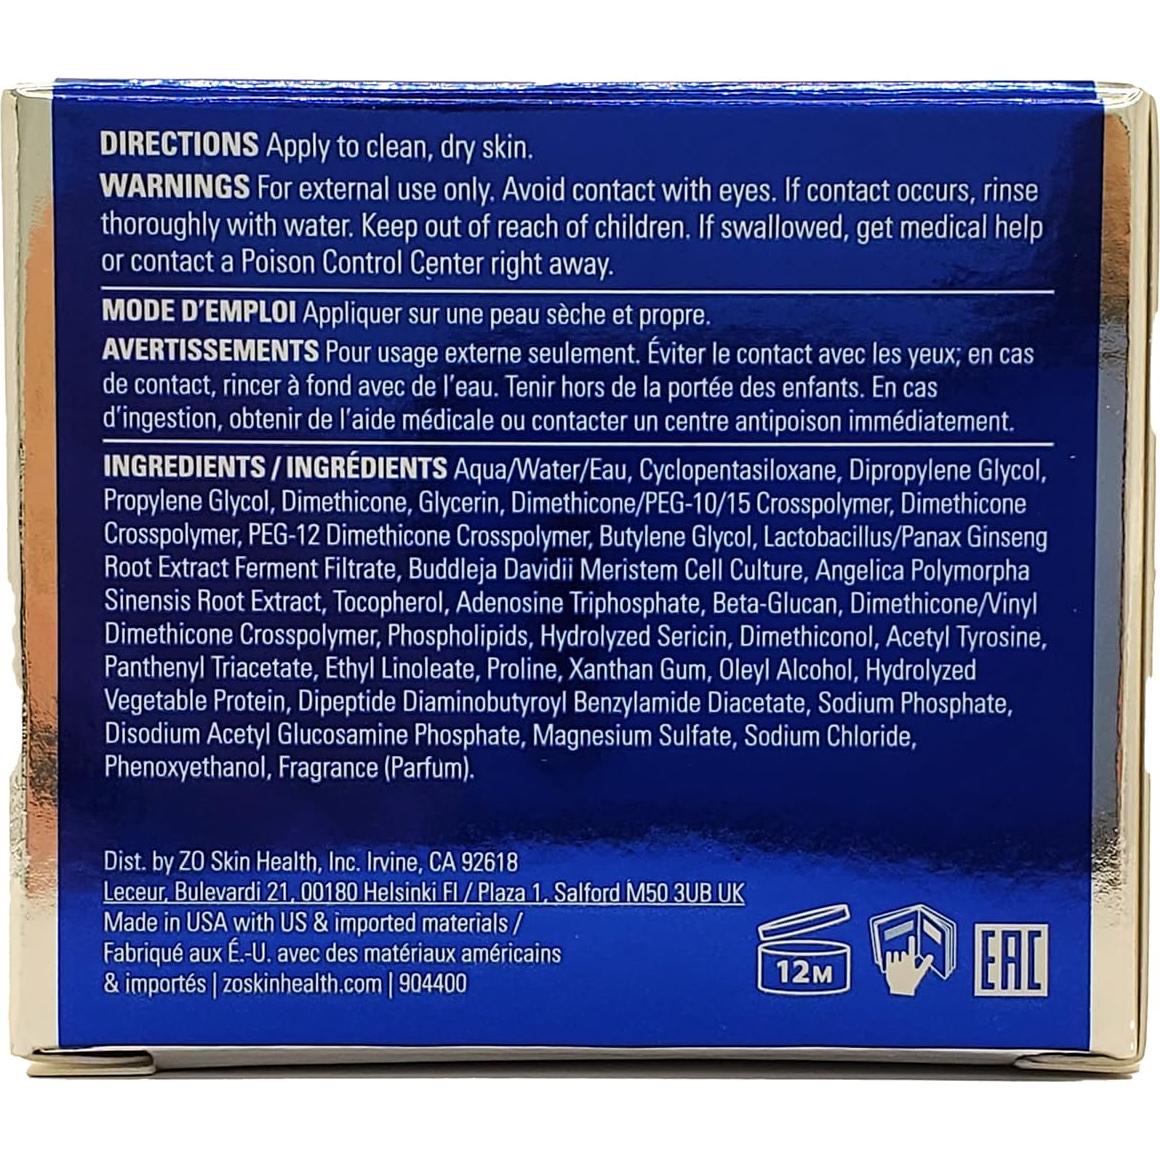 DIRECTIONS Apply to clean, dry skin.
WARNINGS For external use only. Avoid contact with eyes. If contact occurs, rinse
thoroughly with water. Keep out of reach of children. If swallowed, get medical help
or contact a Poison Control Center right away.
MODE D'EMPLOI Appliquer sur une peau sèche et propre.
AVERTISSEMENTS Pour usage externe seulement. Éviter le contact avec les yeux; en cas
de contact, rincer à fond avec de l'eau. Tenir hors de la portée des enfants. En cas
d'ingestion, obtenir de l'aide médicale ou contacter un centre antipoison immédiatement.
INGREDIENTS / INGRÉDIENTS Aqua/Water/Eau, Cyclopentasiloxane, Dipropylene Glycol,
Propylene Glycol, Dimethicone, Glycerin, Dimethicone/PEG-10/15 Crosspolymer, Dimethicone
Crosspolymer, PEG-12 Dimethicone Crosspolymer, Butylene Glycol, Lactobacillus/Panax Ginseng
Root Extract Ferment Filtrate, Buddleja Davidii Meristem Cell Culture, Angelica Polymorpha
Sinensis Root Extract, Tocopherol, Adenosine Triphosphate, Beta-Glucan, Dimethicone/Vinyl
Dimethicone Crosspolymer, Phospholipids, Hydrolyzed Sericin, Dimethiconol, Acetyl Tyrosine,
Panthenyl Triacetate, Ethyl Linoleate, Proline, Xanthan Gum, Oleyl Alcohol, Hydrolyzed
Vegetable Protein, Dipeptide Diaminobutyroyl Benzylamide Diacetate, Sodium Phosphate,
Disodium Acetyl Glucosamine Phosphate, Magnesium Sulfate, Sodium Chloride,
Phenoxyethanol, Fragrance (Parfum).
Dist. by ZO Skin Health, Inc. Irvine, CA 92618
Leceur, Bulevardi 21, 00180 Helsinki FI / Plaza 1, Salford M50 3UB UK
Made in USA with US & imported materials /
Fabriqué aux É.-U. avec des matériaux américains
& importés | zoskinhealth.com | 904400
12M
EAC